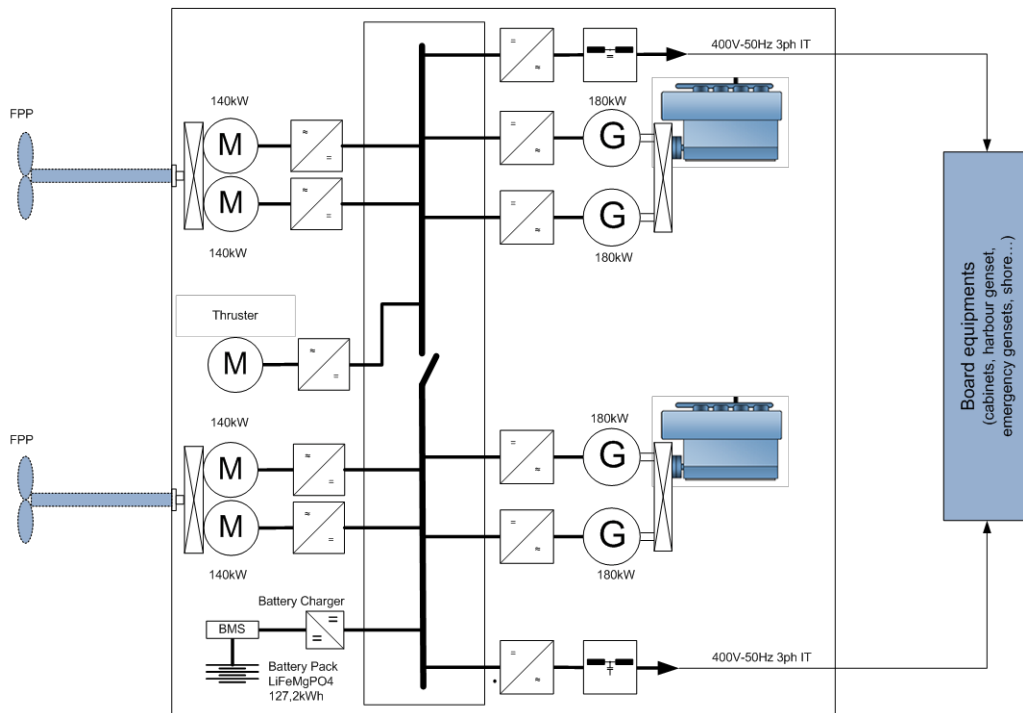 400V-50Hz 3ph IT
FPP
140kW
M
M
140kW
180kW
G
G
180kW
Thruster
M
FPP
140kW
M
M
140kW
180kW
G
G
180kW
Board equipments
(cabinets, harbour genset,
emergency gensets, shore...)
Battery Charger
BMS
Battery Pack
LiFeMgPO4
127,2kWh
400V-50Hz 3ph IT